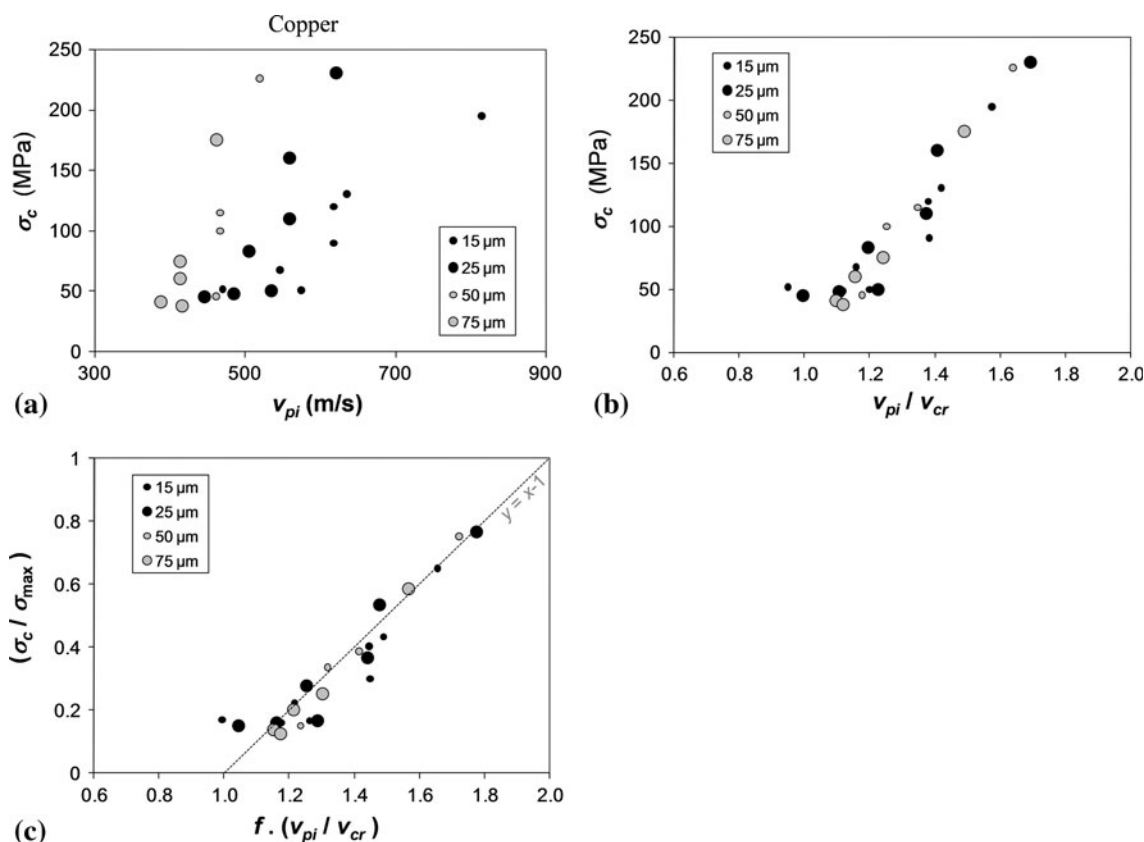 Copper
250
200
150
100
50
0
σc (MPa)
300 500 700 900
vpi (m/s)
15 µm
25 µm
50 µm
75 µm
(a)
250
200
150
100
50
0
σc (MPa)
0.6 0.8 1.0 1.2 1.4 1.6 1.8 2.0
vpi / vcr
15 µm
25 µm
50 µm
75 µm
(b)
1
0.8
0.6
0.4
0.2
0
(σc / σmax)
0.6 0.8 1.0 1.2 1.4 1.6 1.8 2.0
f . (vpi / vcr)
15 µm
25 µm
50 µm
75 µm
y = x-1
(c)